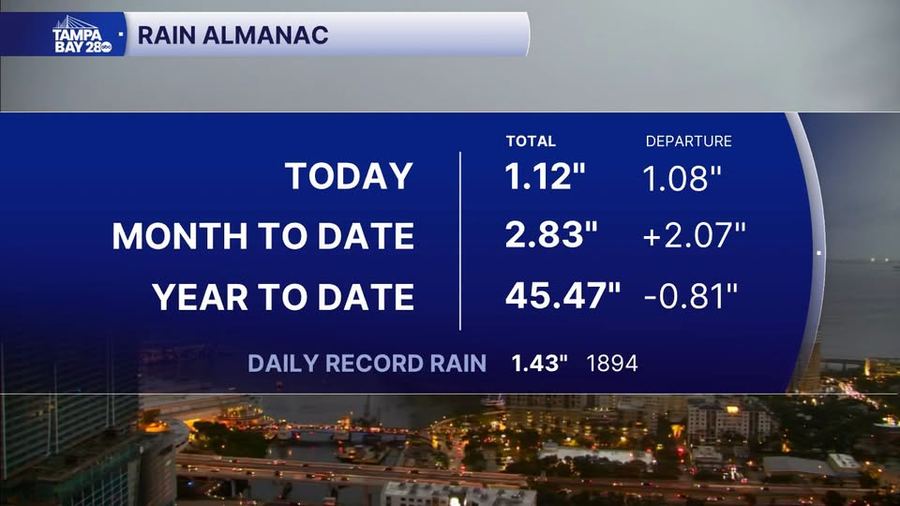 TAMPA
BAY 28 abc
RAIN ALMANAC
TOTAL DEPARTURE
TODAY 1.12" 1.08"
MONTH TO DATE 2.83" +2.07"
YEAR TO DATE 45.47" -0.81"
DAILY RECORD RAIN 1.43" 1894